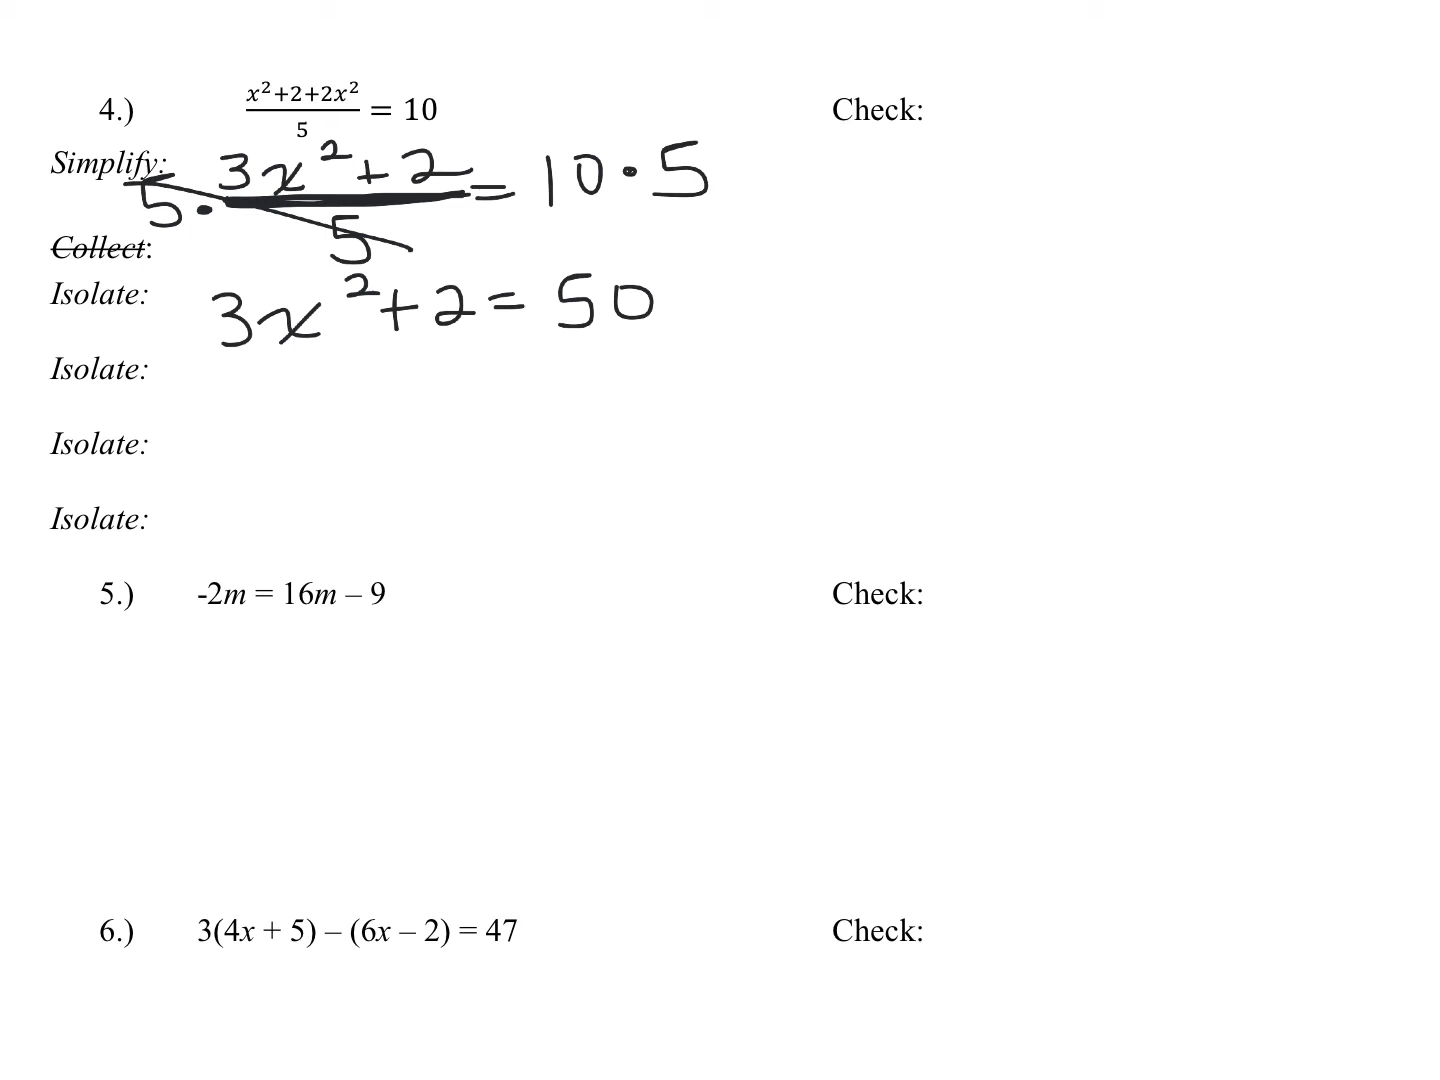 4.) x²+2+2x²/5 = 10 Check:
Simplify: 5 · 3x²+2/5 = 10 · 5
Collect:
Isolate: 3x²+2 = 50
Isolate:
Isolate:
Isolate:
5.) -2m = 16m – 9 Check:
6.) 3(4x + 5) – (6x – 2) = 47 Check: